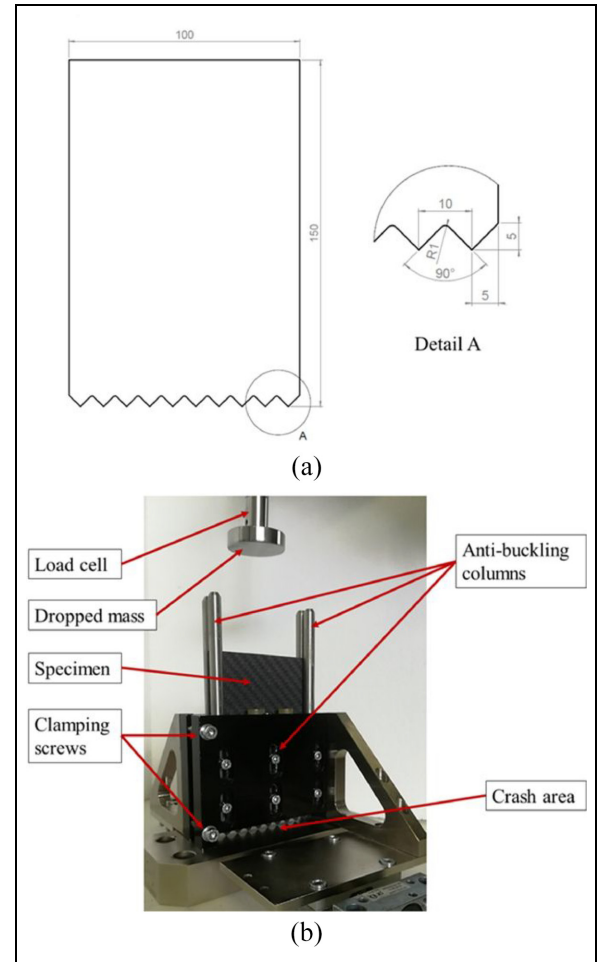 100
150
10
R1
90°
5
5
Detail A
A
(a)
Load cell
Dropped mass
Specimen
Clamping
screws
Anti-buckling
columns
Crash area
(b)